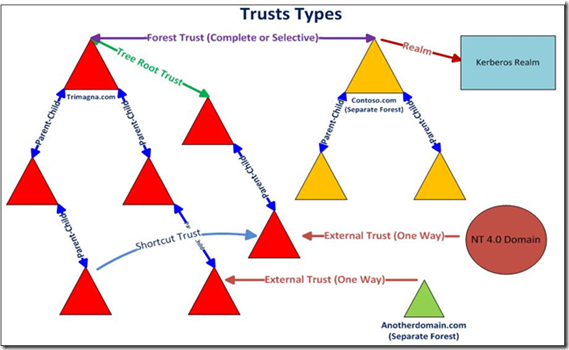 Trusts Types
Forest Trust (Complete or Selective)
Realm
Kerberos Realm
Tree Root Trust
Trimagna.com
Contoso.com
(Separate Forest)
Parent-Child
Parent-Child
Parent-Child
Parent-Child
Parent-Child
Parent-Child
Shortcut Trust
External Trust (One Way)
NT 4.0 Domain
External Trust (One Way)
Anotherdomain.com
(Separate Forest)